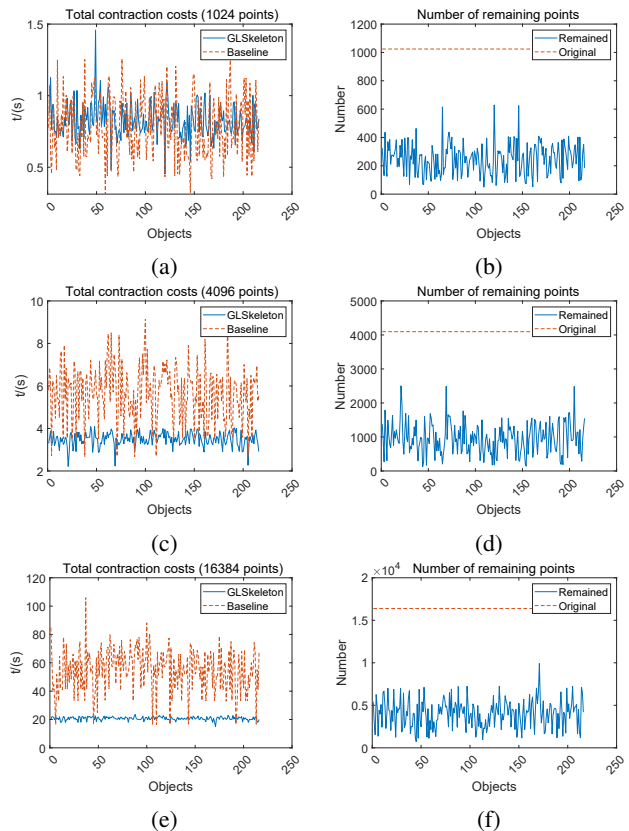 Total contraction costs (1024 points)
t/(s)
1.5
1
0.5
0
50
100
150
200
250
Objects
GLSkeleton
Baseline
(a)
Number of remaining points
Number
1200
1000
800
600
400
200
0
0
50
100
150
200
250
Objects
Remained
Original
(b)
Total contraction costs (4096 points)
t/(s)
10
8
6
4
2
0
50
100
150
200
250
Objects
GLSkeleton
Baseline
(c)
Number of remaining points
Number
5000
4000
3000
2000
1000
0
0
50
100
150
200
250
Objects
Remained
Original
(d)
Total contraction costs (16384 points)
t/(s)
120
100
80
60
40
20
0
0
50
100
150
200
250
Objects
GLSkeleton
Baseline
(e)
Number of remaining points
×10⁴
Number
2
1.5
1
0.5
0
0
50
100
150
200
250
Objects
Remained
Original
(f)